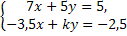 7x + 5y = 5,
−3,5x + ky = −2,5